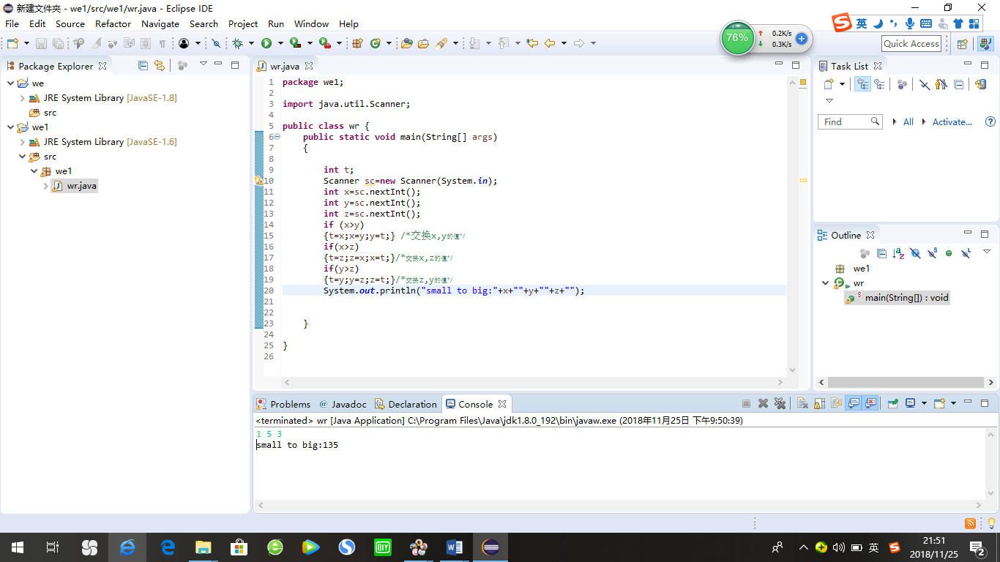 新建文件夹 - we1/src/we1/wr.java - Eclipse IDE
File Edit Source Refactor Navigate Search Project Run Window Help
英
76%
0.2K/s
0.3K/s
Quick Access
Package Explorer
we
JRE System Library [JavaSE-1.8]
src
we1
JRE System Library [JavaSE-1.6]
src
we1
wr.java
wr.java
1 package we1;
2
3 import java.util.Scanner;
4
5 public class wr {
6 public static void main(String[] args)
7 {
8
9 int t;
10 Scanner sc=new Scanner(System.in);
11 int x=sc.nextInt();
12 int y=sc.nextInt();
13 int z=sc.nextInt();
14 if (x>y)
15 {t=x;x=y;y=t;} /*交换x,y的值*/
16 if(x>z)
17 {t=z;z=x;x=t;}/*交换x,z的值*/
18 if(y>z)
19 {t=y;y=z;z=t;}/*交换z,y的值*/
20 System.out.println("small to big:"+x+""+y+""+z+"");
21
22
23 }
24
25 }
26
Task List
Find
All
Activate...
Outline
we1
wr
main(String[]) : void
Problems @ Javadoc Declaration Console
<terminated> wr [Java Application] C:\Program Files\Java\jdk1.8.0_192\bin\javaw.exe (2018年11月25日 下午9:50:39)
1 5 3
small to big:135
英
21:51
2018/11/25
2